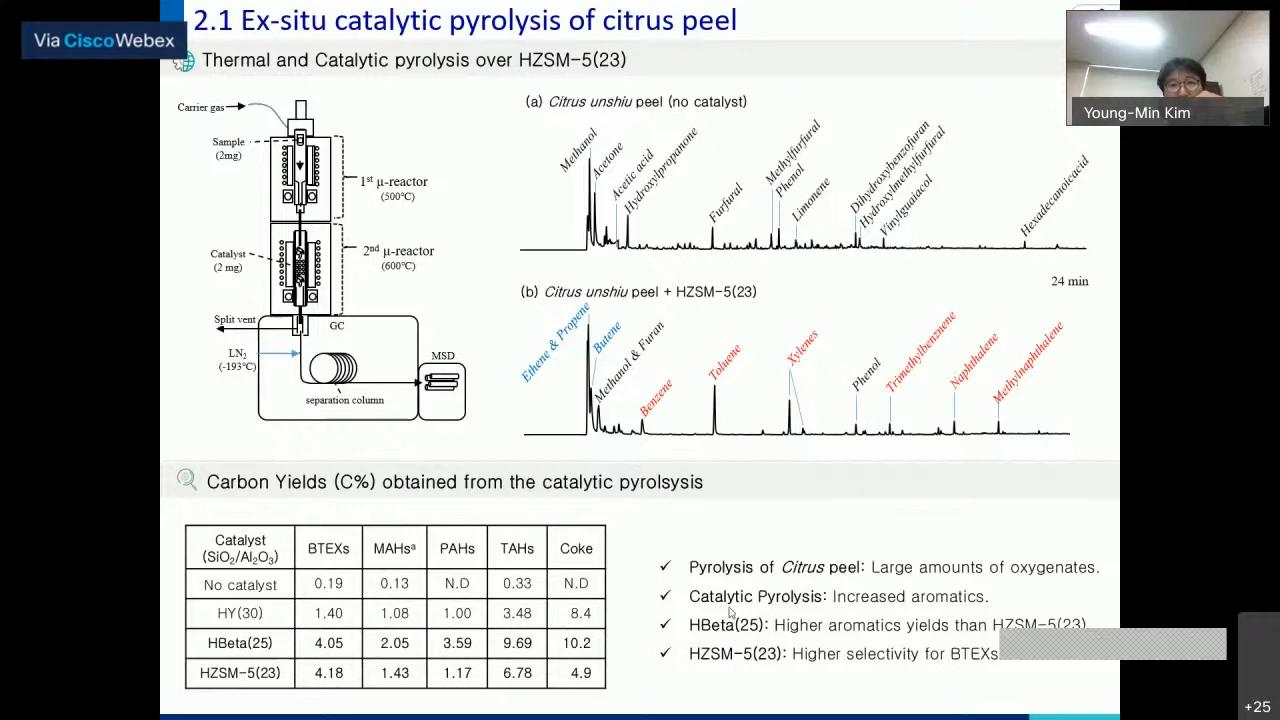 2.1 Ex-situ catalytic pyrolysis of citrus peel
Via Cisco Webex
Thermal and Catalytic pyrolysis over HZSM-5(23)
Young-Min Kim
Carrier gas
Sample
(2mg)
1st μ-reactor
(500℃)
Catalyst
(2 mg)
2nd μ-reactor
(600℃)
Split vent
GC
LN2
(-193℃)
MSD
separation column
(a) Citrus unshiu peel (no catalyst)
Methanol
Acetone
Acetic acid
Hydroxylpropanone
Furfural
Methylfurfural
Phenol
Limonene
Dihydroxybenzofuran
Hydroxylmethylfurfural
Vinylguaiacol
Hexadecanoicacid
24 min
(b) Citrus unshiu peel + HZSM-5(23)
Ethene & Propene
Butene
Methanol & Furan
Benzene
Toluene
Xylenes
Phenol
Trimethylbenznene
Naphthalene
Methylnaphthalene
Carbon Yields (C%) obtained from the catalytic pyrolsysis
Catalyst (SiO2/Al2O3) BTEXs MAHsª PAHs TAHs Coke
No catalyst 0.19 0.13 N.D 0.33 N.D
HY(30) 1.40 1.08 1.00 3.48 8.4
HBeta(25) 4.05 2.05 3.59 9.69 10.2
HZSM-5(23) 4.18 1.43 1.17 6.78 4.9
✓ Pyrolysis of Citrus peel: Large amounts of oxygenates.
✓ Catalytic Pyrolysis: Increased aromatics.
✓ HBeta(25): Higher aromatics yields than HZSM-5(23)
✓ HZSM-5(23): Higher selectivity for BTEXs
+25